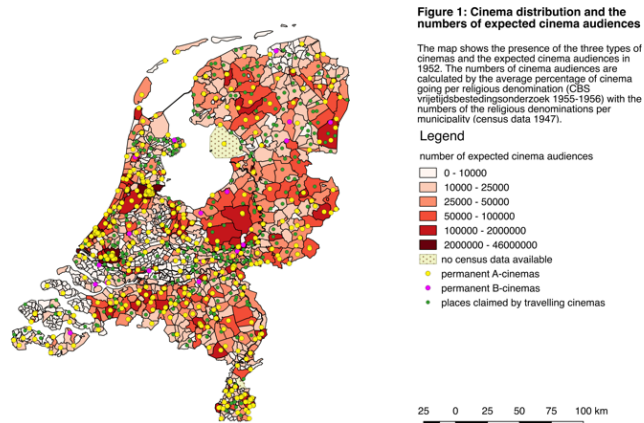 Figure 1: Cinema distribution and the
numbers of expected cinema audiences
The map shows the presence of the three types of
cinemas and the expected cinema audiences in
1952. The numbers of cinema audiences are
calculated by the average percentage of cinema
going per religious denomination (CBS
vrijetijdsbestedingsonderzoek 1955-1956) with the
numbers of the religious denominations per
municipality (census data 1947).
Legend
number of expected cinema audiences
0 - 10000
10000 - 25000
25000 - 50000
50000 - 100000
100000 - 2000000
2000000 - 46000000
no census data available
permanent A-cinemas
permanent B-cinemas
places claimed by travelling cinemas
25 0 25 50 75 100 km